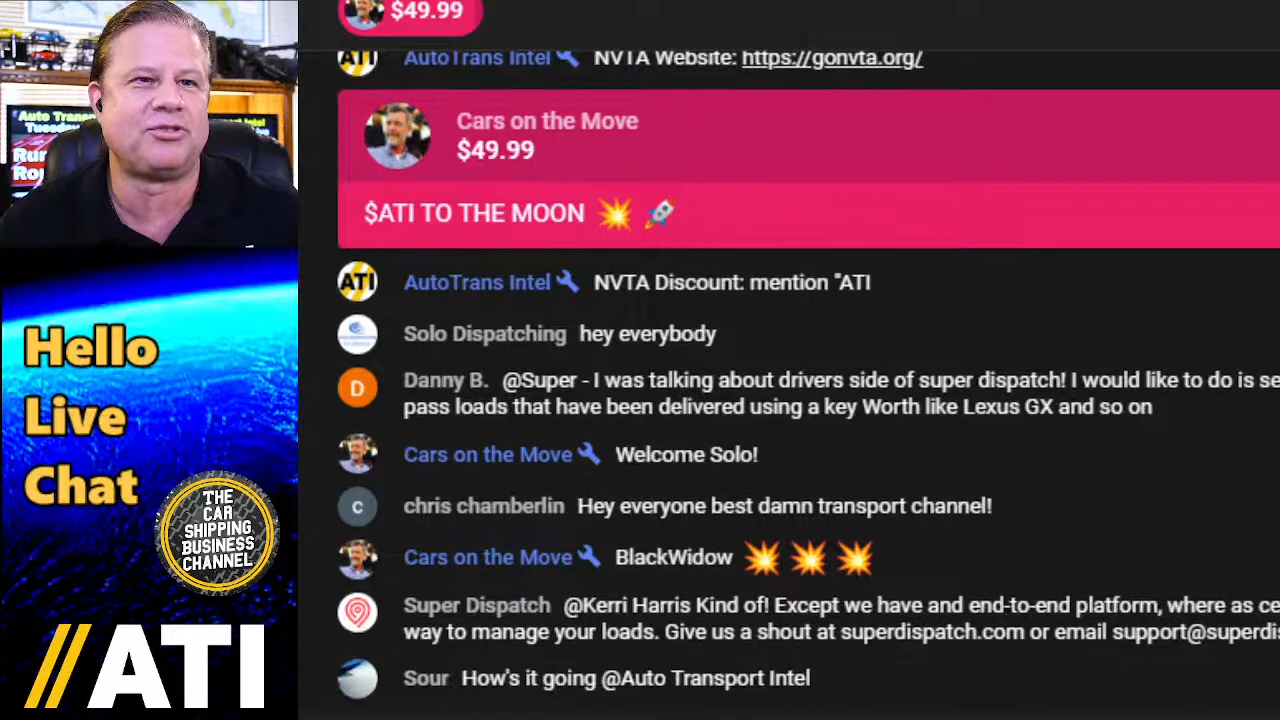 $49.99
AutoTrans Intel NVTA Website: https://gonvta.org/
Cars on the Move
$49.99
$ATI TO THE MOON 💥 🚀
ATI AutoTrans Intel NVTA Discount: mention "ATI
Solo Dispatching hey everybody
D Danny B. @Super - I was talking about drivers side of super dispatch! I would like to do is se
pass loads that have been delivered using a key Worth like Lexus GX and so on
Cars on the Move Welcome Solo!
c chris chamberlin Hey everyone best damn transport channel!
Cars on the Move BlackWidow 💥 💥 💥
Super Dispatch @Kerri Harris Kind of! Except we have and end-to-end platform, where as ce
way to manage your loads. Give us a shout at superdispatch.com or email support@superdis
Sour How's it going @Auto Transport Intel
Auto Trans
Tuesday
Intel
Hello
Live
Chat
THE
CAR
SHIPPING
BUSINESS
CHANNEL
//ATI